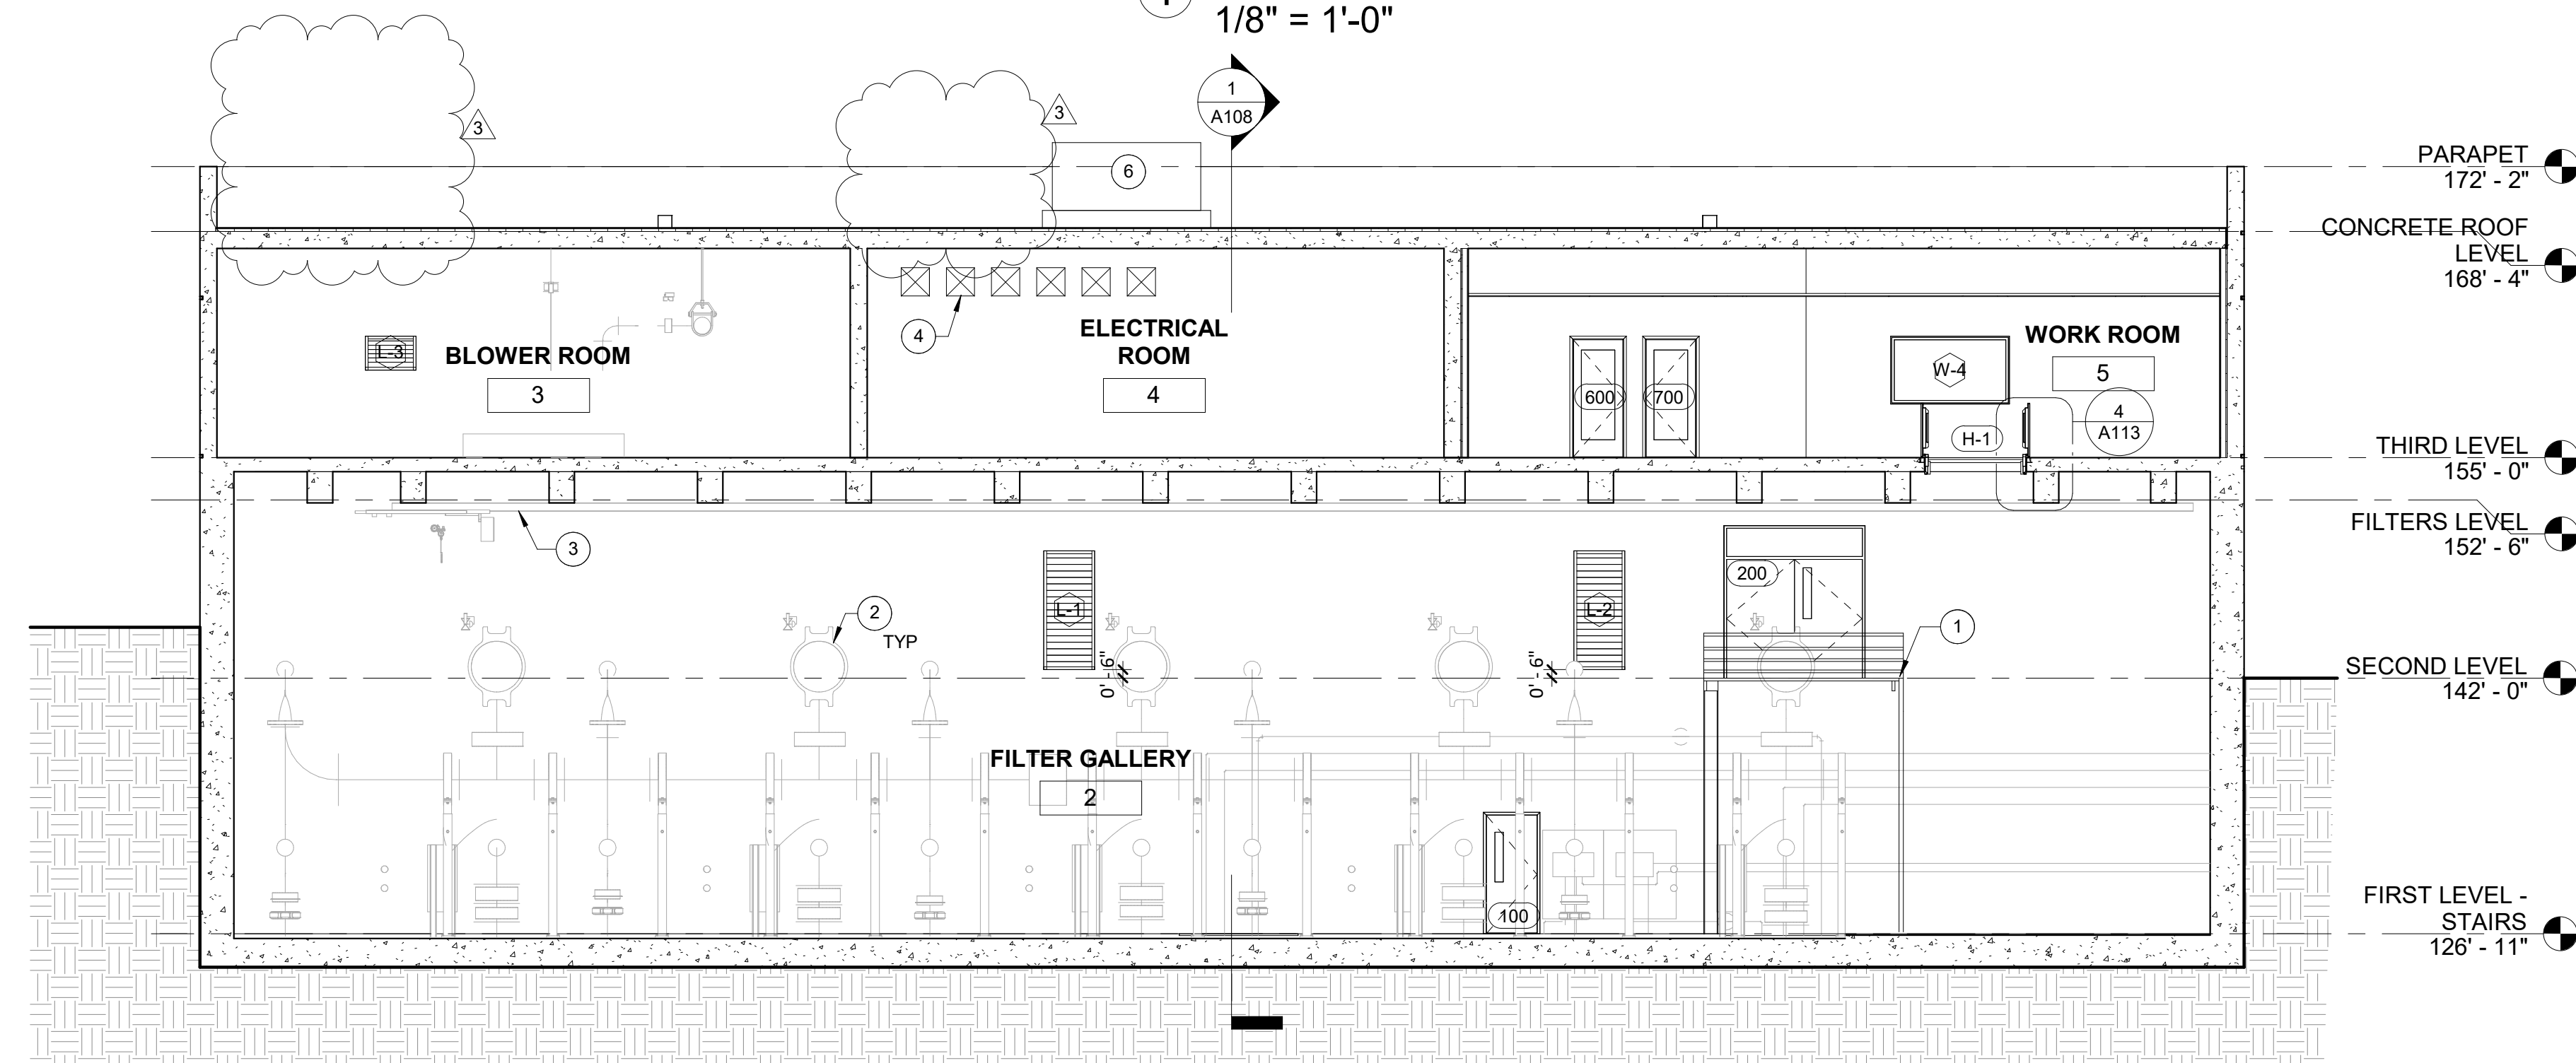 1/8" = 1'-0"
3
3
1
A108
6
PARAPET
172' - 2"
CONCRETE ROOF
LEVEL
168' - 4"
4
ELECTRICAL
ROOM
4
L-3
BLOWER ROOM
3
WORK ROOM
5
W-4
600
700
H-1
4
A113
THIRD LEVEL
155' - 0"
FILTERS LEVEL
152' - 6"
3
200
L-1
L-2
2
TYP
1
0' - 6"
0' - 6"
SECOND LEVEL
142' - 0"
FILTER GALLERY
2
100
FIRST LEVEL -
STAIRS
126' - 11"